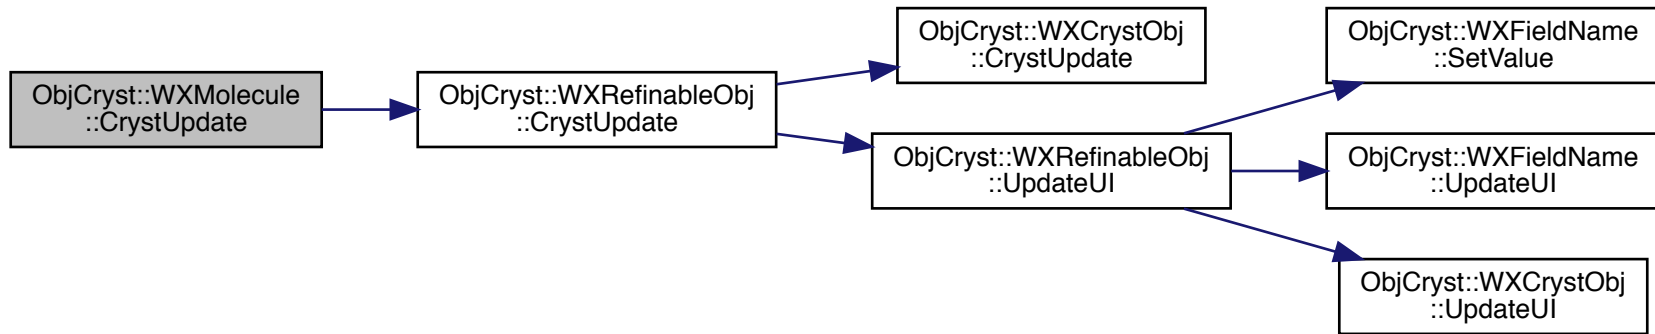 ObjCryst::WXMolecule
::CrystUpdate
ObjCryst::WXRefinableObj
::CrystUpdate
ObjCryst::WXCrystObj
::CrystUpdate
ObjCryst::WXRefinableObj
::UpdateUI
ObjCryst::WXFieldName
::SetValue
ObjCryst::WXFieldName
::UpdateUI
ObjCryst::WXCrystObj
::UpdateUI